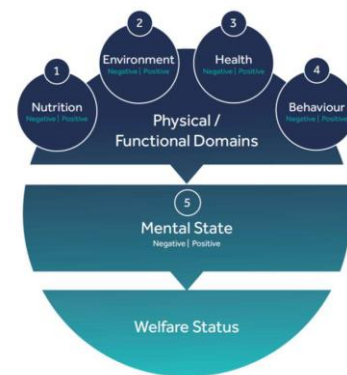 1
Nutrition
Negative | Positive
2
Environment
Negative | Positive
3
Health
Negative | Positive
4
Behaviour
Negative | Positive
Physical /
Functional Domains
5
Mental State
Negative | Positive
Welfare Status